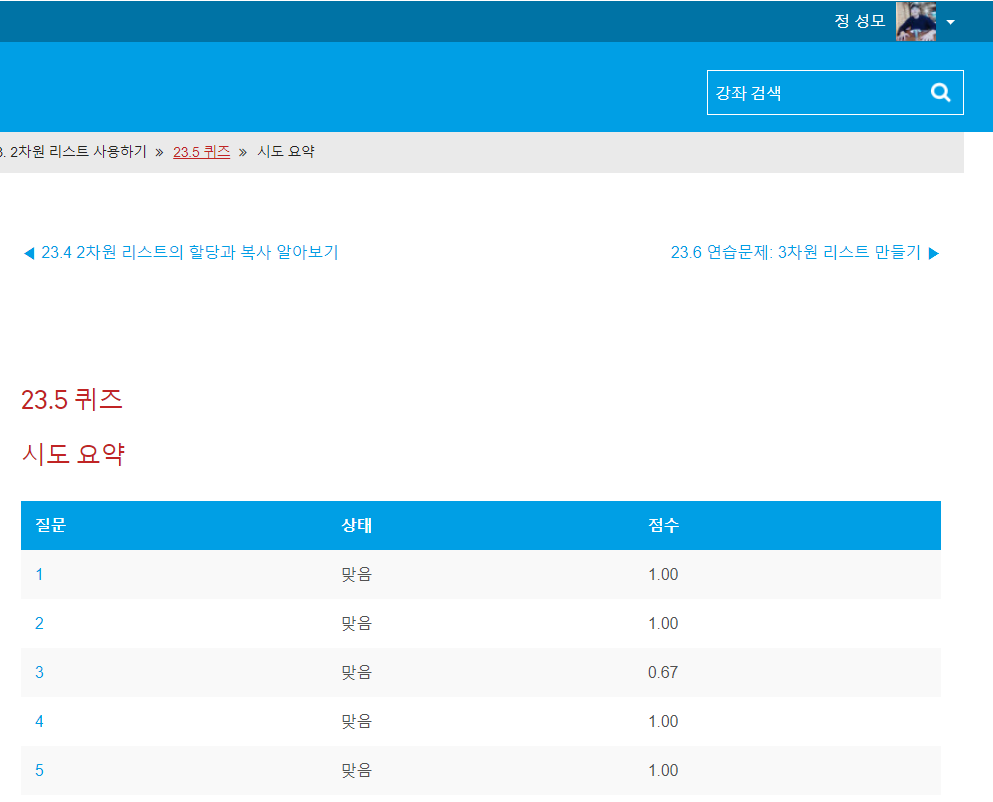 정 성모
강좌 검색
3. 2차원 리스트 사용하기 » 23.5 퀴즈 » 시도 요약
◀ 23.4 2차원 리스트의 할당과 복사 알아보기 23.6 연습문제: 3차원 리스트 만들기 ▶
23.5 퀴즈
시도 요약
질문 상태 점수
1 맞음 1.00
2 맞음 1.00
3 맞음 0.67
4 맞음 1.00
5 맞음 1.00